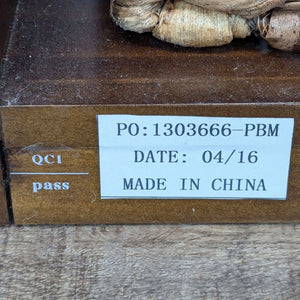 QC1
pass
PO:1303666-PBM
DATE: 04/16
MADE IN CHINA